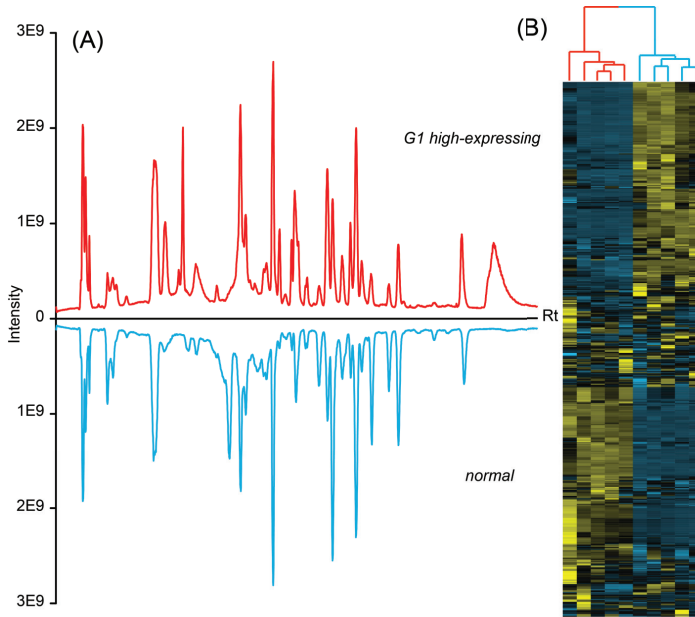 (A)
(B)
3E9
2E9
1E9
0
1E9
2E9
3E9
Intensity
G1 high-expressing
Rt
normal